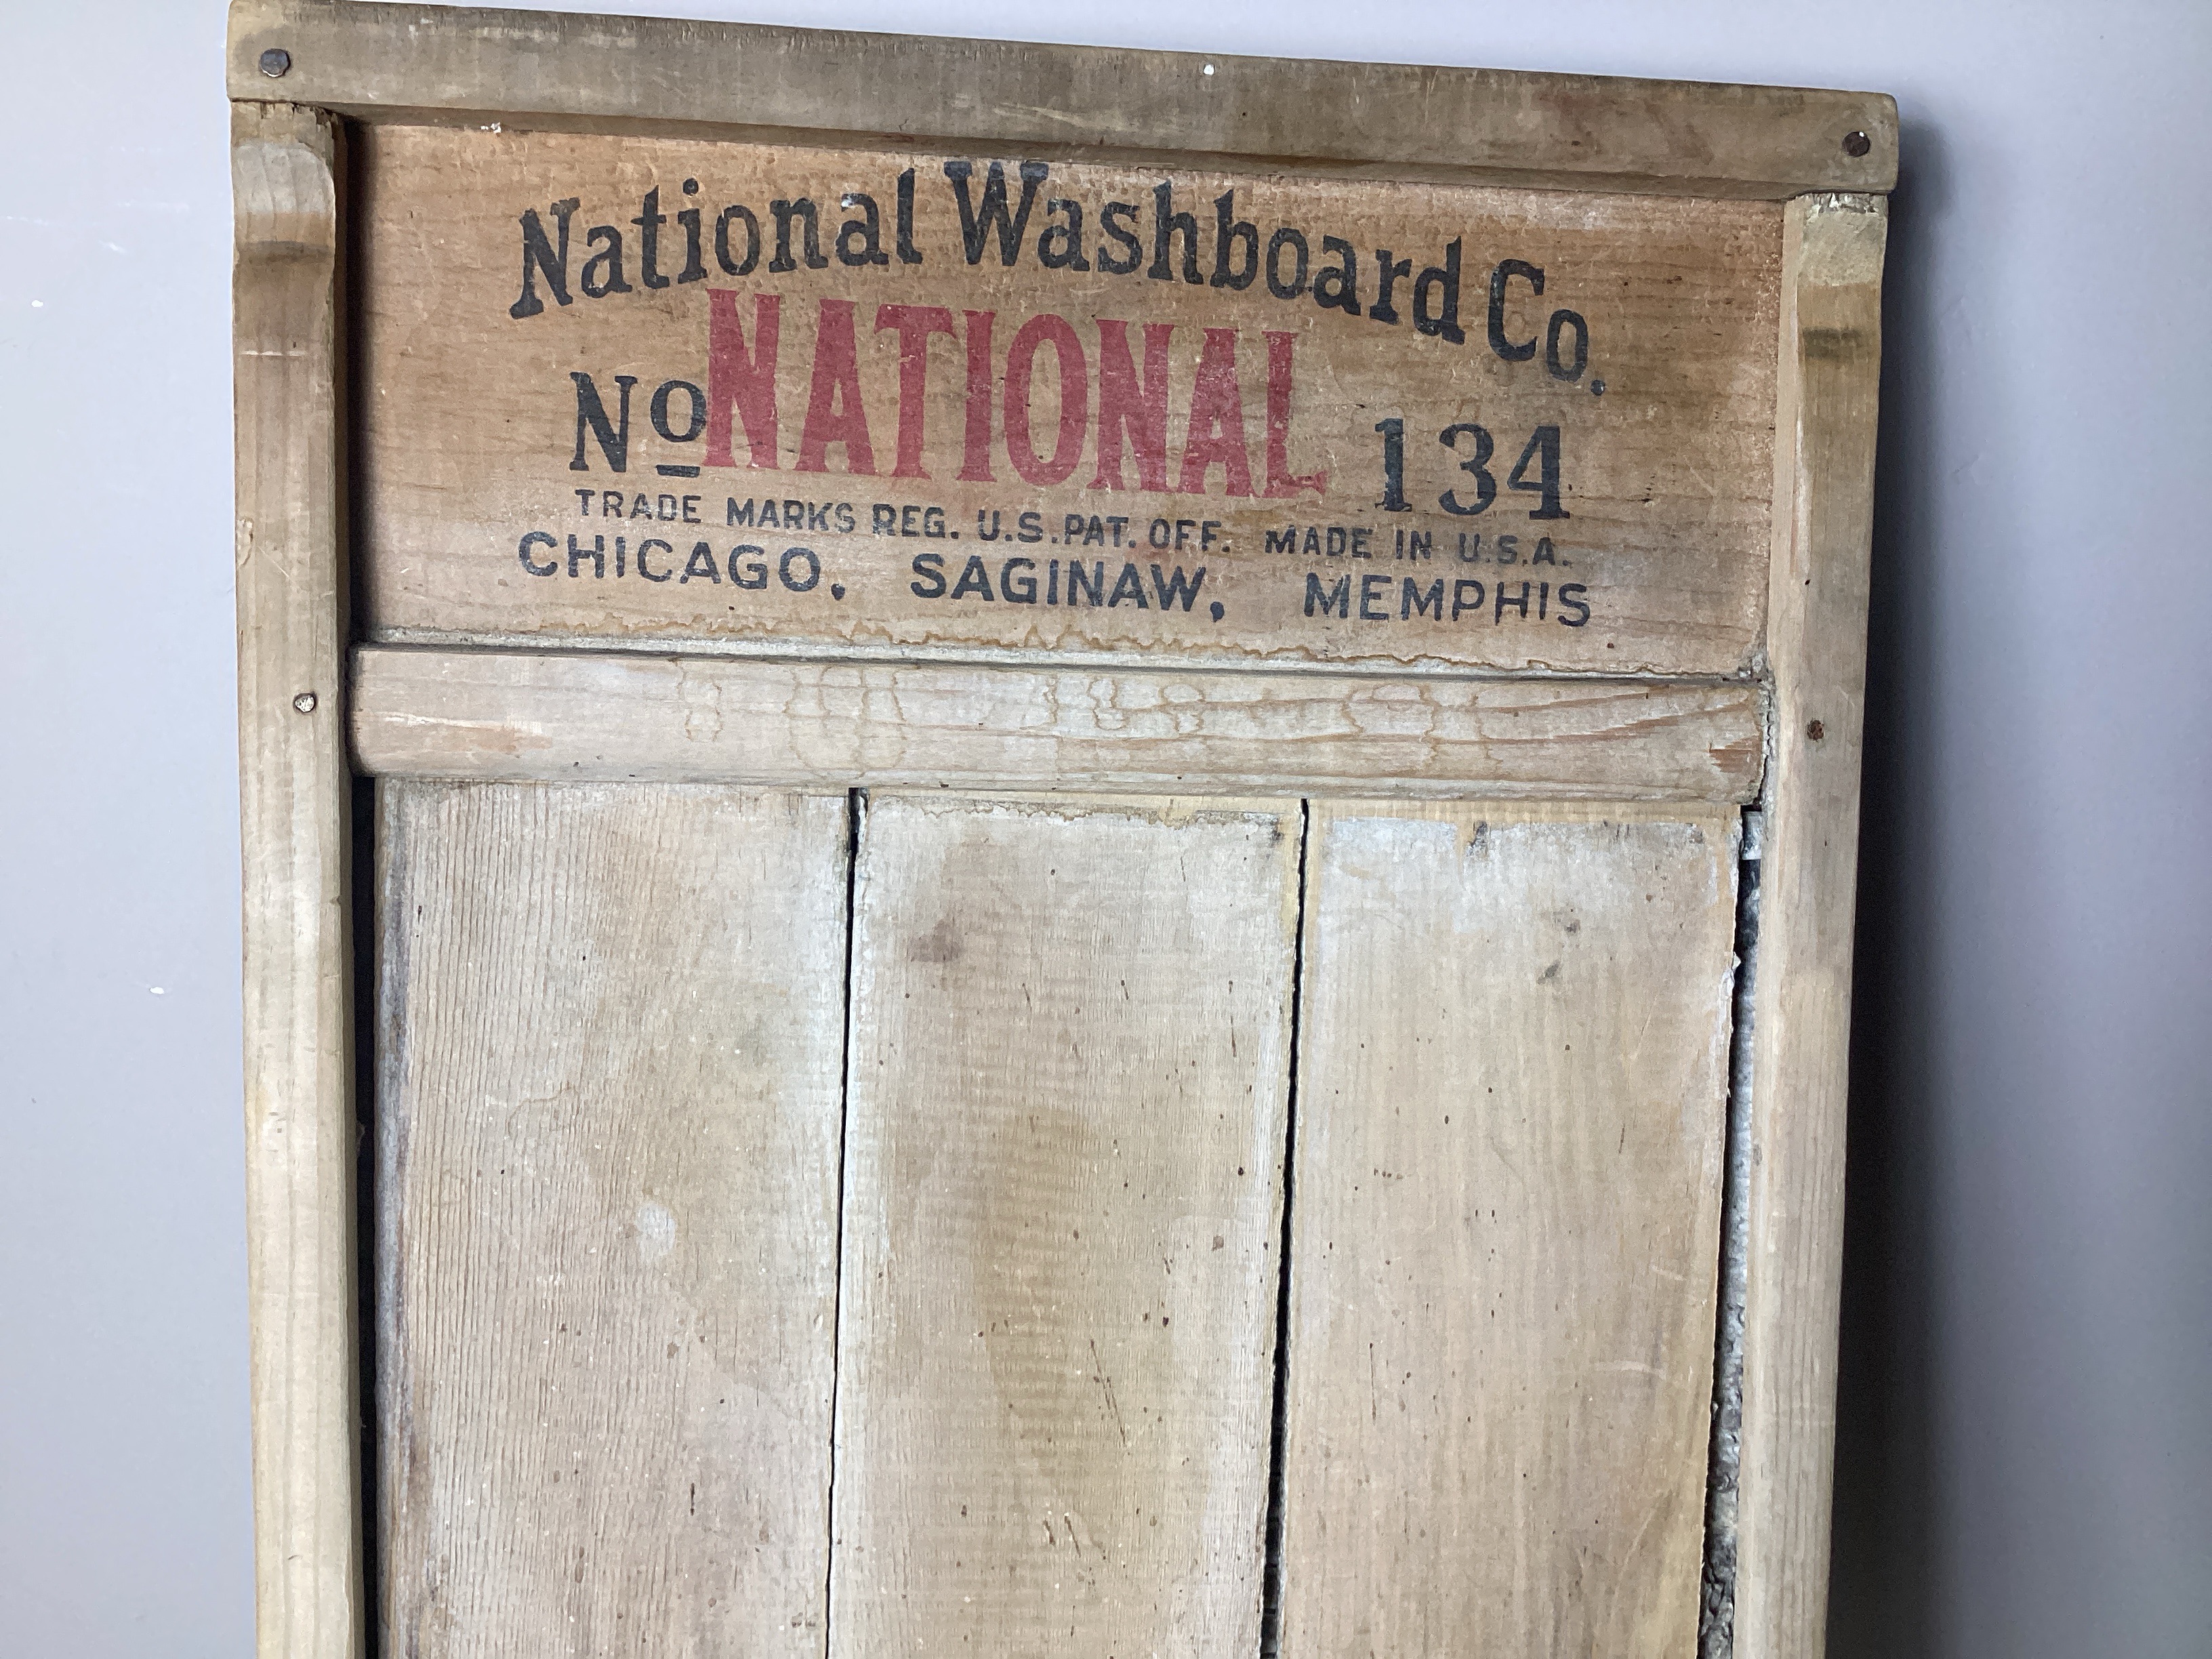 National Washboard Co.
No NATIONAL 134
TRADE MARKS REG. U.S.PAT. OFF. MADE IN U.S.A.
CHICAGO, SAGINAW, MEMPHIS